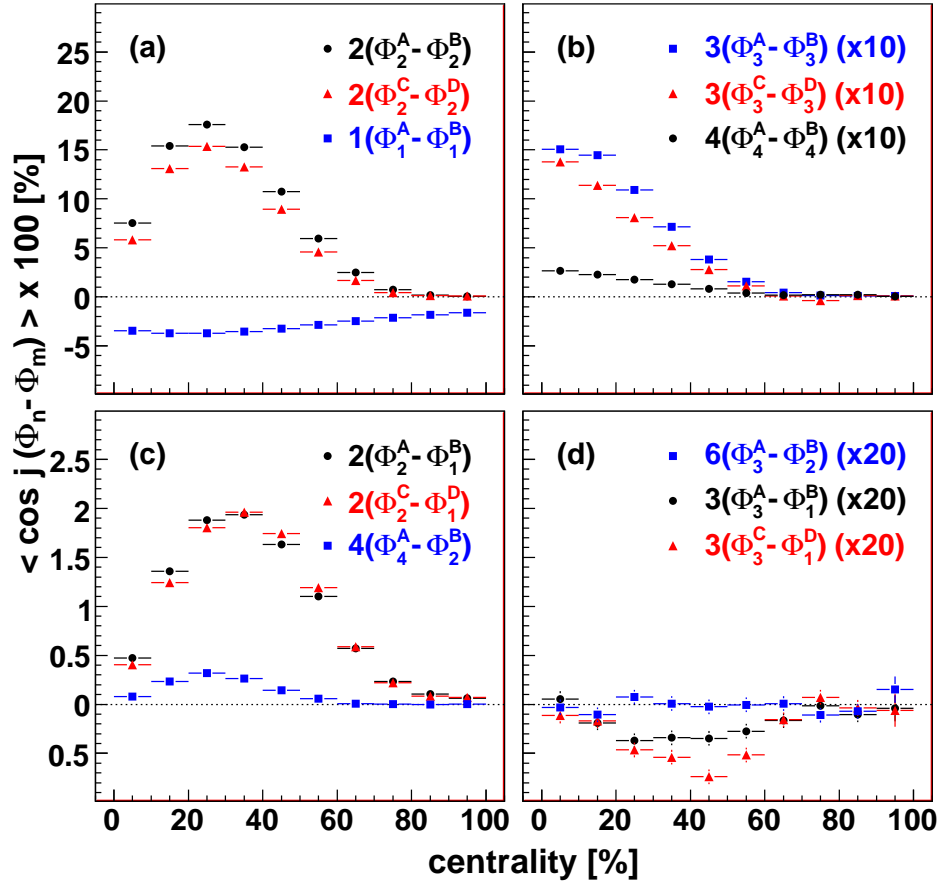 (a)
2(Φ₂ᴬ-Φ₂ᴮ)
2(Φ₂ᶜ-Φ₂ᴰ)
1(Φ₁ᴬ-Φ₁ᴮ)
25
20
15
10
5
0
-5
(b)
3(Φ₃ᴬ-Φ₃ᴮ) (x10)
3(Φ₃ᶜ-Φ₃ᴰ) (x10)
4(Φ₄ᴬ-Φ₄ᴮ) (x10)
< cos j (Φₙ-Φₘ) > x 100 [%]
(c)
2(Φ₂ᴬ-Φ₁ᴮ)
2(Φ₂ᶜ-Φ₁ᴰ)
4(Φ₄ᴬ-Φ₂ᴮ)
2.5
2
1.5
1
0.5
0
0.5
0 20 40 60 80 100
(d)
6(Φ₃ᴬ-Φ₂ᴮ) (x20)
3(Φ₃ᴬ-Φ₁ᴮ) (x20)
3(Φ₃ᶜ-Φ₁ᴰ) (x20)
0 20 40 60 80 100
centrality [%]